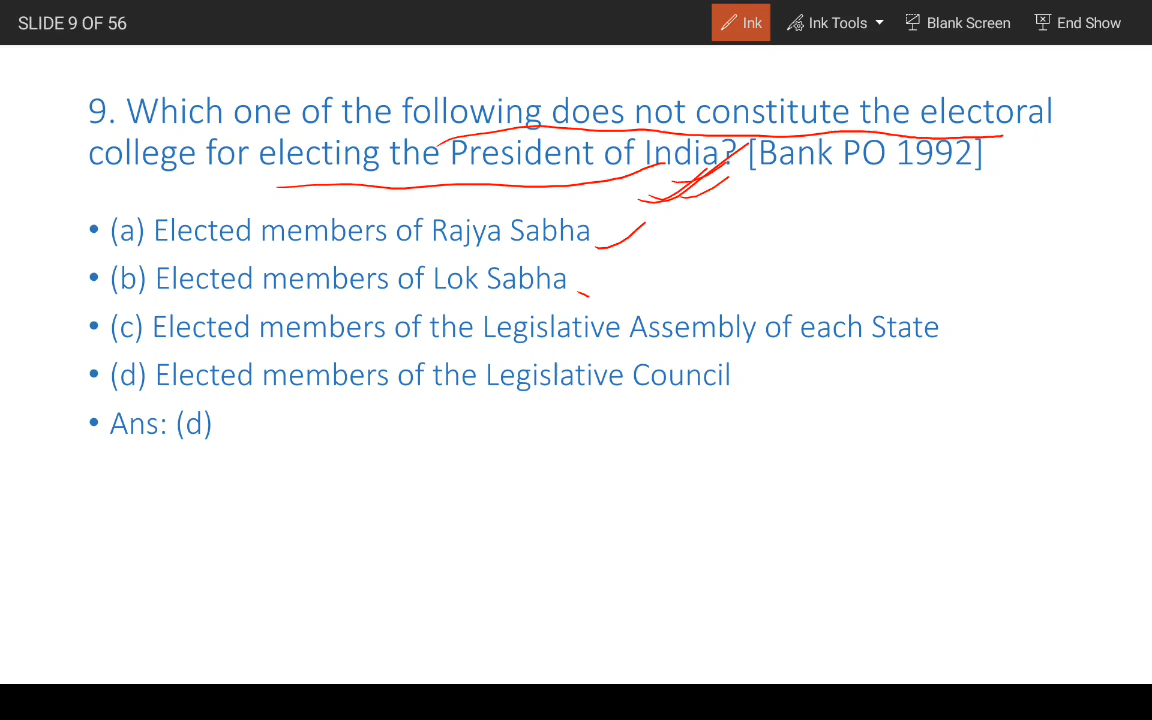 SLIDE 9 OF 56 Ink Ink Tools Blank Screen End Show
9. Which one of the following does not constitute the electoral
college for electing the President of India? [Bank PO 1992]
• (a) Elected members of Rajya Sabha
• (b) Elected members of Lok Sabha
• (c) Elected members of the Legislative Assembly of each State
• (d) Elected members of the Legislative Council
• Ans: (d)